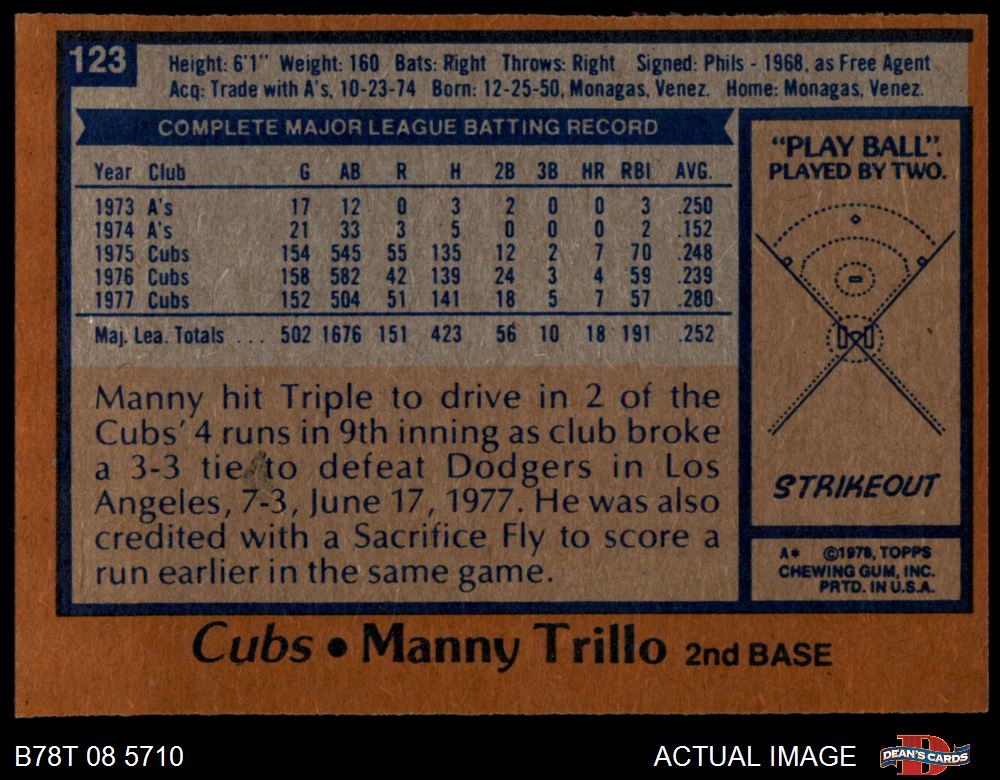 123
Height: 6'1" Weight: 160 Bats: Right Throws: Right Signed: Phils - 1968, as Free Agent
Acq: Trade with A's, 10-23-74 Born: 12-25-50, Monagas, Venez. Home: Monagas, Venez.
COMPLETE MAJOR LEAGUE BATTING RECORD
Year Club G AB R H 2B 3B HR RBI AVG.
1973 A's 17 12 0 3 2 0 0 3 .250
1974 A's 21 33 3 5 0 0 0 2 .152
1975 Cubs 154 545 55 135 12 2 7 70 .248
1976 Cubs 158 582 42 139 24 3 4 59 .239
1977 Cubs 152 504 51 141 18 5 7 57 .280
Maj. Lea. Totals ... 502 1676 151 423 56 10 18 191 .252
Manny hit Triple to drive in 2 of the
Cubs' 4 runs in 9th inning as club broke
a 3-3 tie to defeat Dodgers in Los
Angeles, 7-3, June 17, 1977. He was also
credited with a Sacrifice Fly to score a
run earlier in the same game.
"PLAY BALL".
PLAYED BY TWO.
STRIKEOUT
A* ©1978, TOPPS
CHEWING GUM, INC.
PRTD. IN U.S.A.
Cubs • Manny Trillo 2nd BASE
B78T 08 5710
ACTUAL IMAGE
DEAN'S CARDS